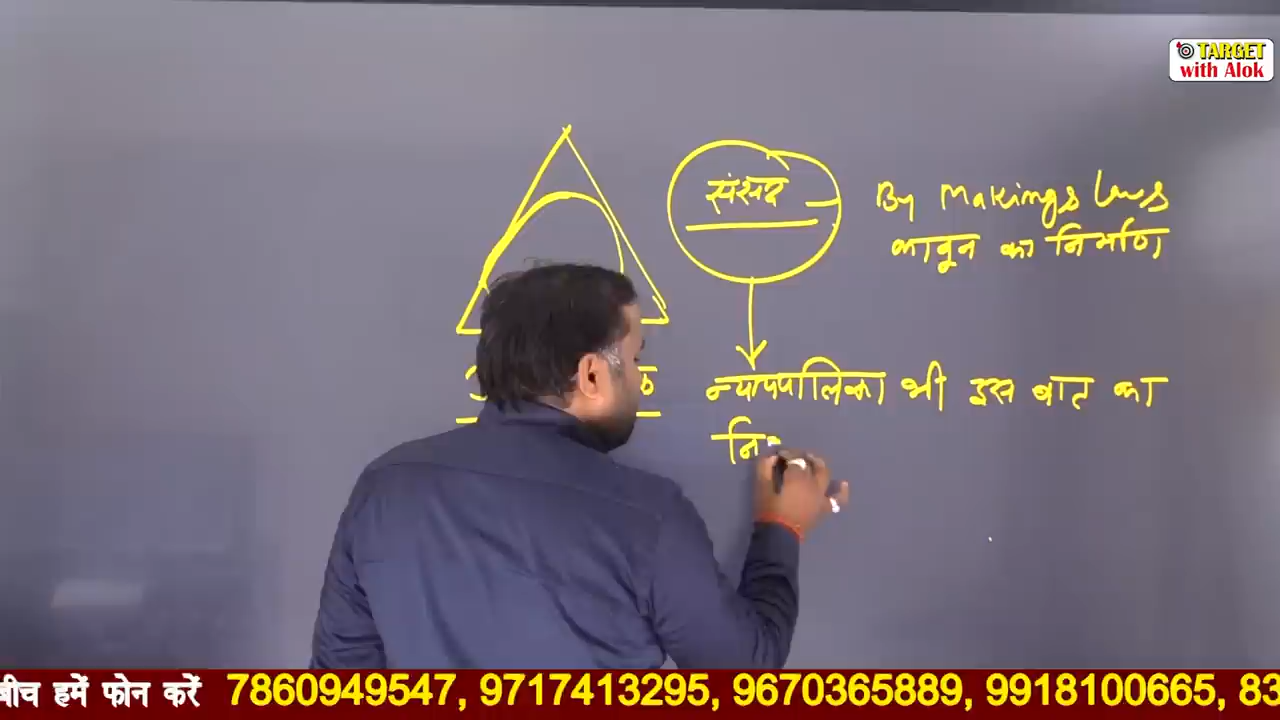 TARGET
with Alok
संसद
By Makings laws
कानून का निर्माण
न्यायपालिका भी इस बात का
नि
बीच हमें फोन करें 7860949547, 9717413295, 9670365889, 9918100665, 83